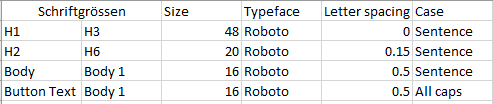 Schriftgrössen Size Typeface Letter spacing Case
H1 H3 48 Roboto 0 Sentence
H2 H6 20 Roboto 0.15 Sentence
Body Body 1 16 Roboto 0.5 Sentence
Button Text Body 1 16 Roboto 0.5 All caps